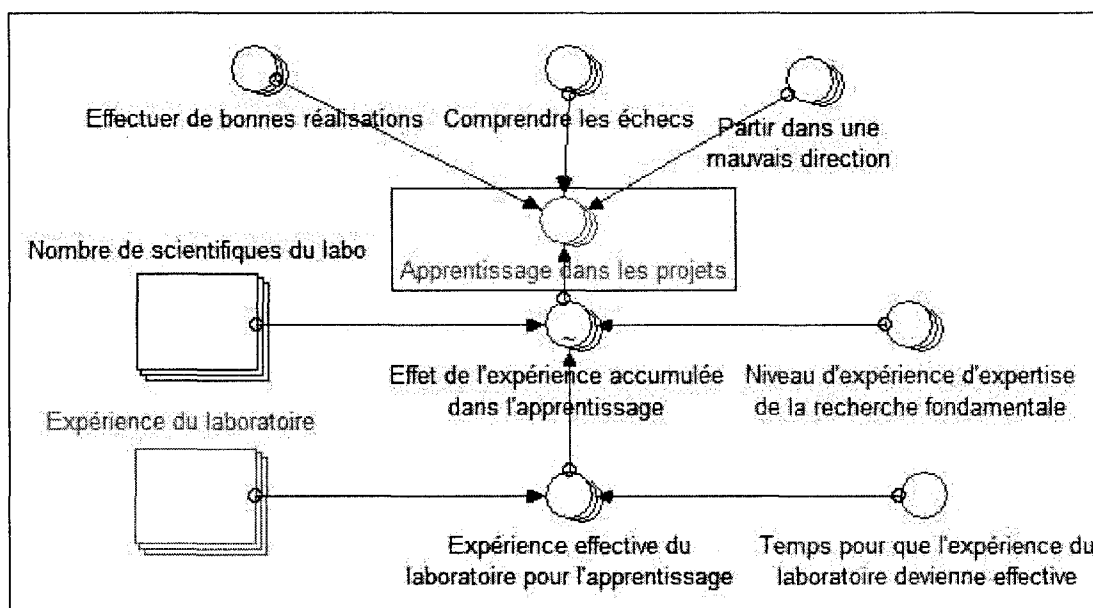 Effectuer de bonnes réalisations
Comprendre les échecs
Partir dans une
mauvais direction
Nombre de scientifiques du labo
Apprentissage dans les projets
Effet de l'expérience accumulée
dans l'apprentissage
Niveau d'expérience d'expertise
de la recherche fondamentale
Expérience du laboratoire
Expérience effective du
laboratoire pour l'apprentissage
Temps pour que l'expérience du
laboratoire devienne effective